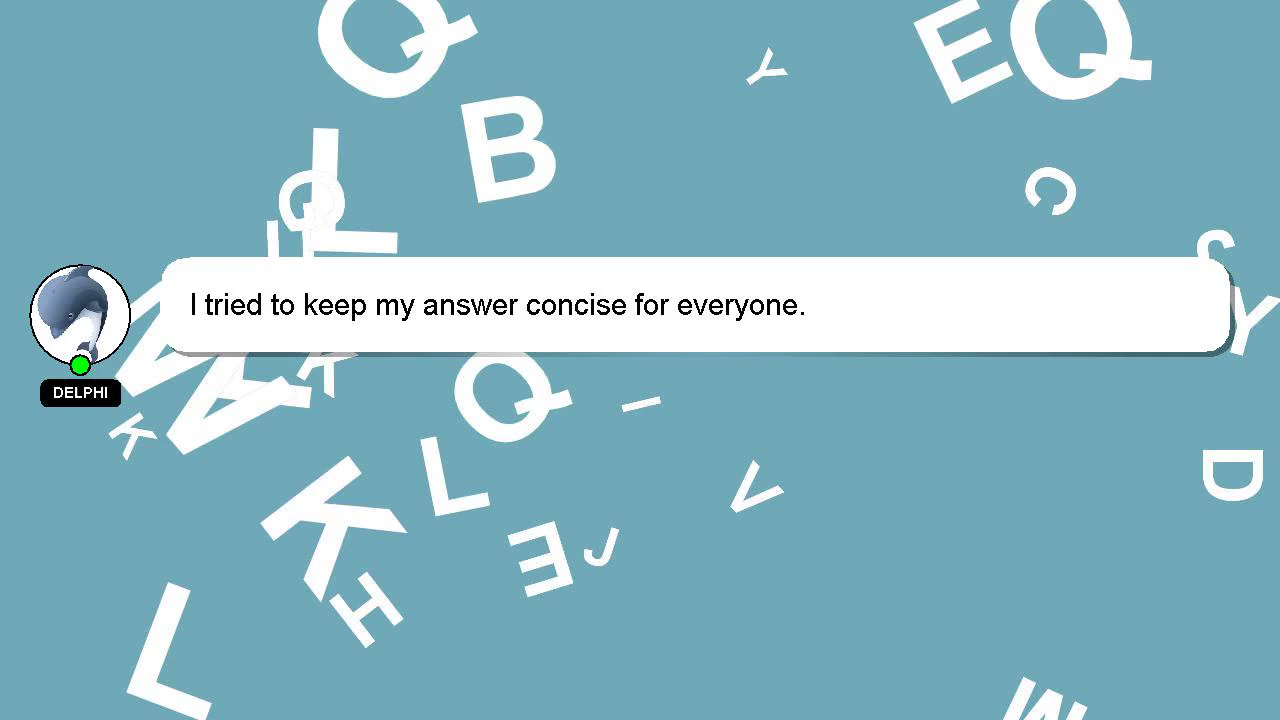 Q
E
Q
Y
B
L
Q
C
S
L
Y
I tried to keep my answer concise for everyone.
DELPHI
K
Q
I
K
L
V
D
K
E
J
H
L
M